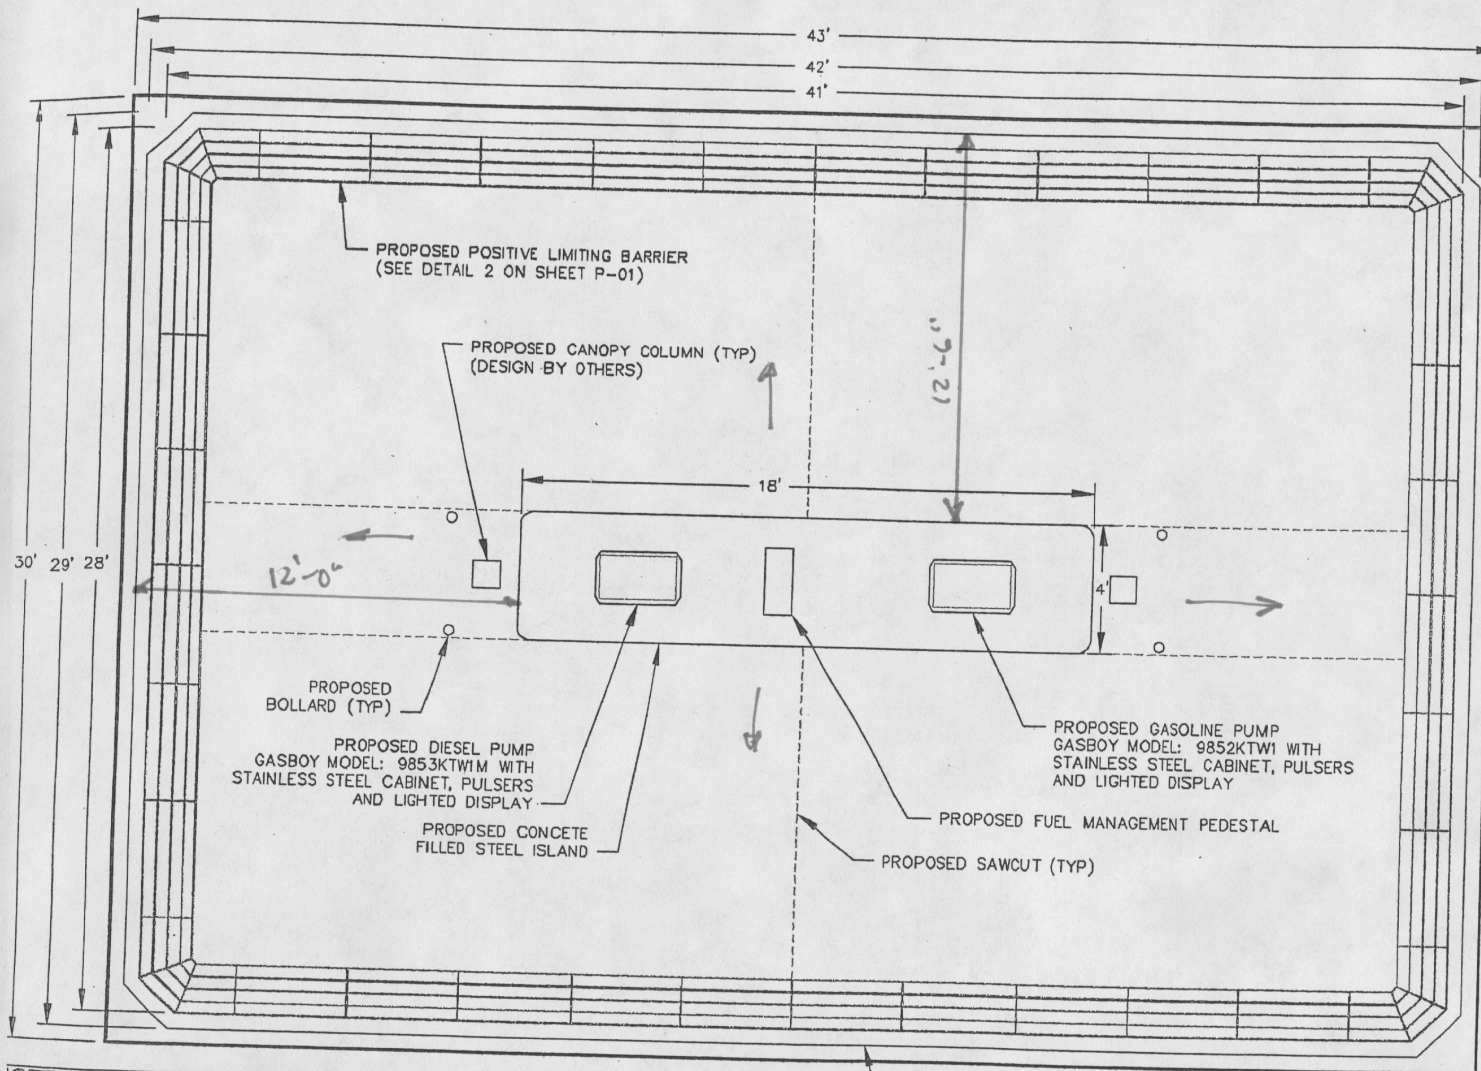 43'
42'
41'
PROPOSED POSITIVE LIMITING BARRIER
(SEE DETAIL 2 ON SHEET P-01)
PROPOSED CANOPY COLUMN (TYP)
(DESIGN BY OTHERS)
12'-6"
18'
30' 29' 28'
12'-0"
4'
PROPOSED
BOLLARD (TYP)
PROPOSED DIESEL PUMP
GASBOY MODEL: 9853KTW1M WITH
STAINLESS STEEL CABINET, PULSERS
AND LIGHTED DISPLAY
PROPOSED CONCETE
FILLED STEEL ISLAND
PROPOSED GASOLINE PUMP
GASBOY MODEL: 9852KTW1 WITH
STAINLESS STEEL CABINET, PULSERS
AND LIGHTED DISPLAY
PROPOSED FUEL MANAGEMENT PEDESTAL
PROPOSED SAWCUT (TYP)